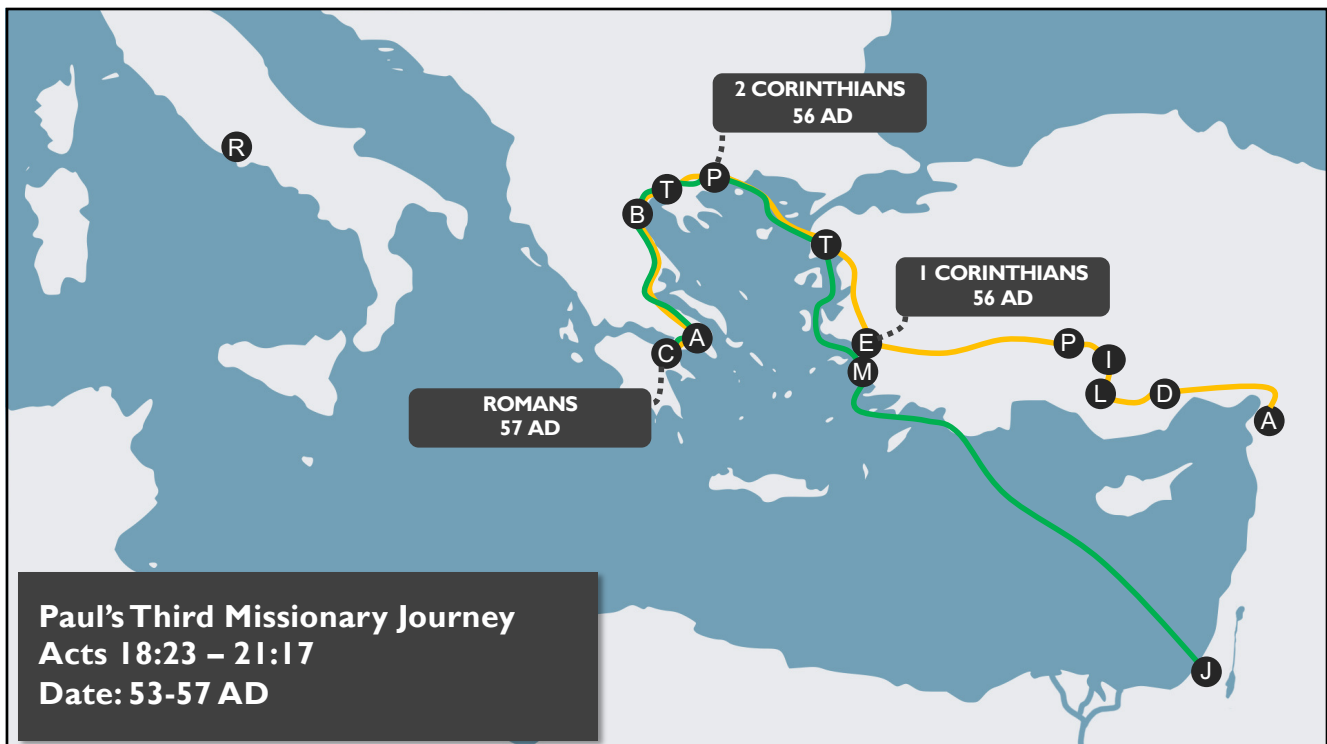 2 CORINTHIANS
56 AD
R
P
T
B
T
1 CORINTHIANS
56 AD
A
C
E
M
P
I
L
D
A
ROMANS
57 AD
J
Paul's Third Missionary Journey
Acts 18:23 – 21:17
Date: 53-57 AD